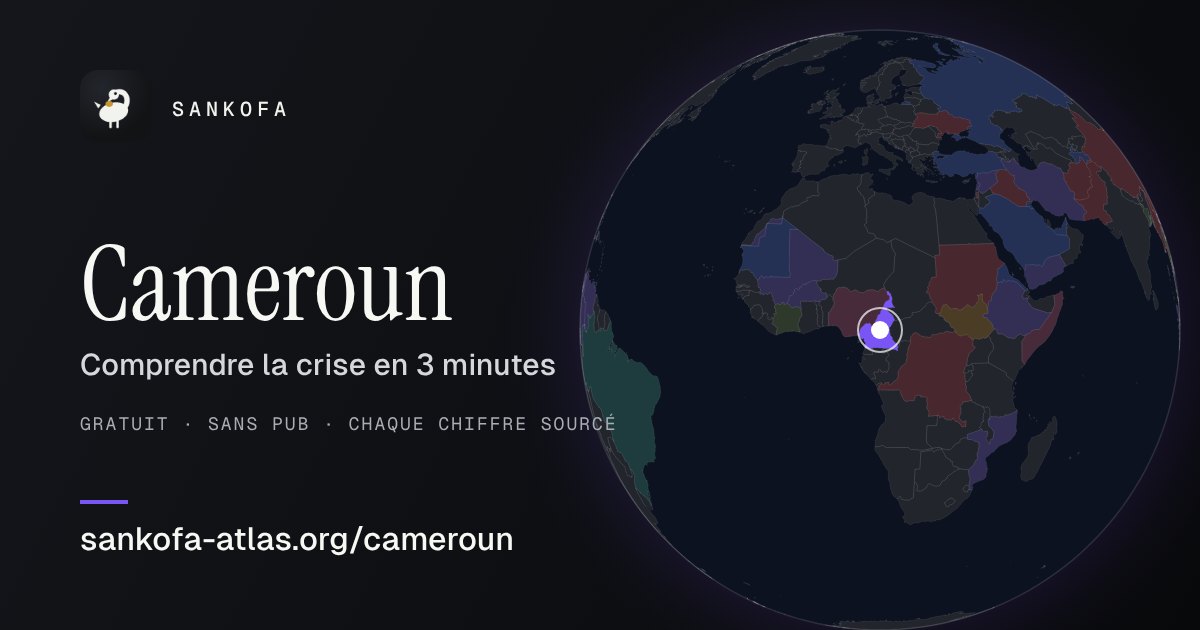 SANKOFA
Cameroun
Comprendre la crise en 3 minutes
GRATUIT · SANS PUB · CHAQUE CHIFFRE SOURCÉ
sankofa-atlas.org/cameroun